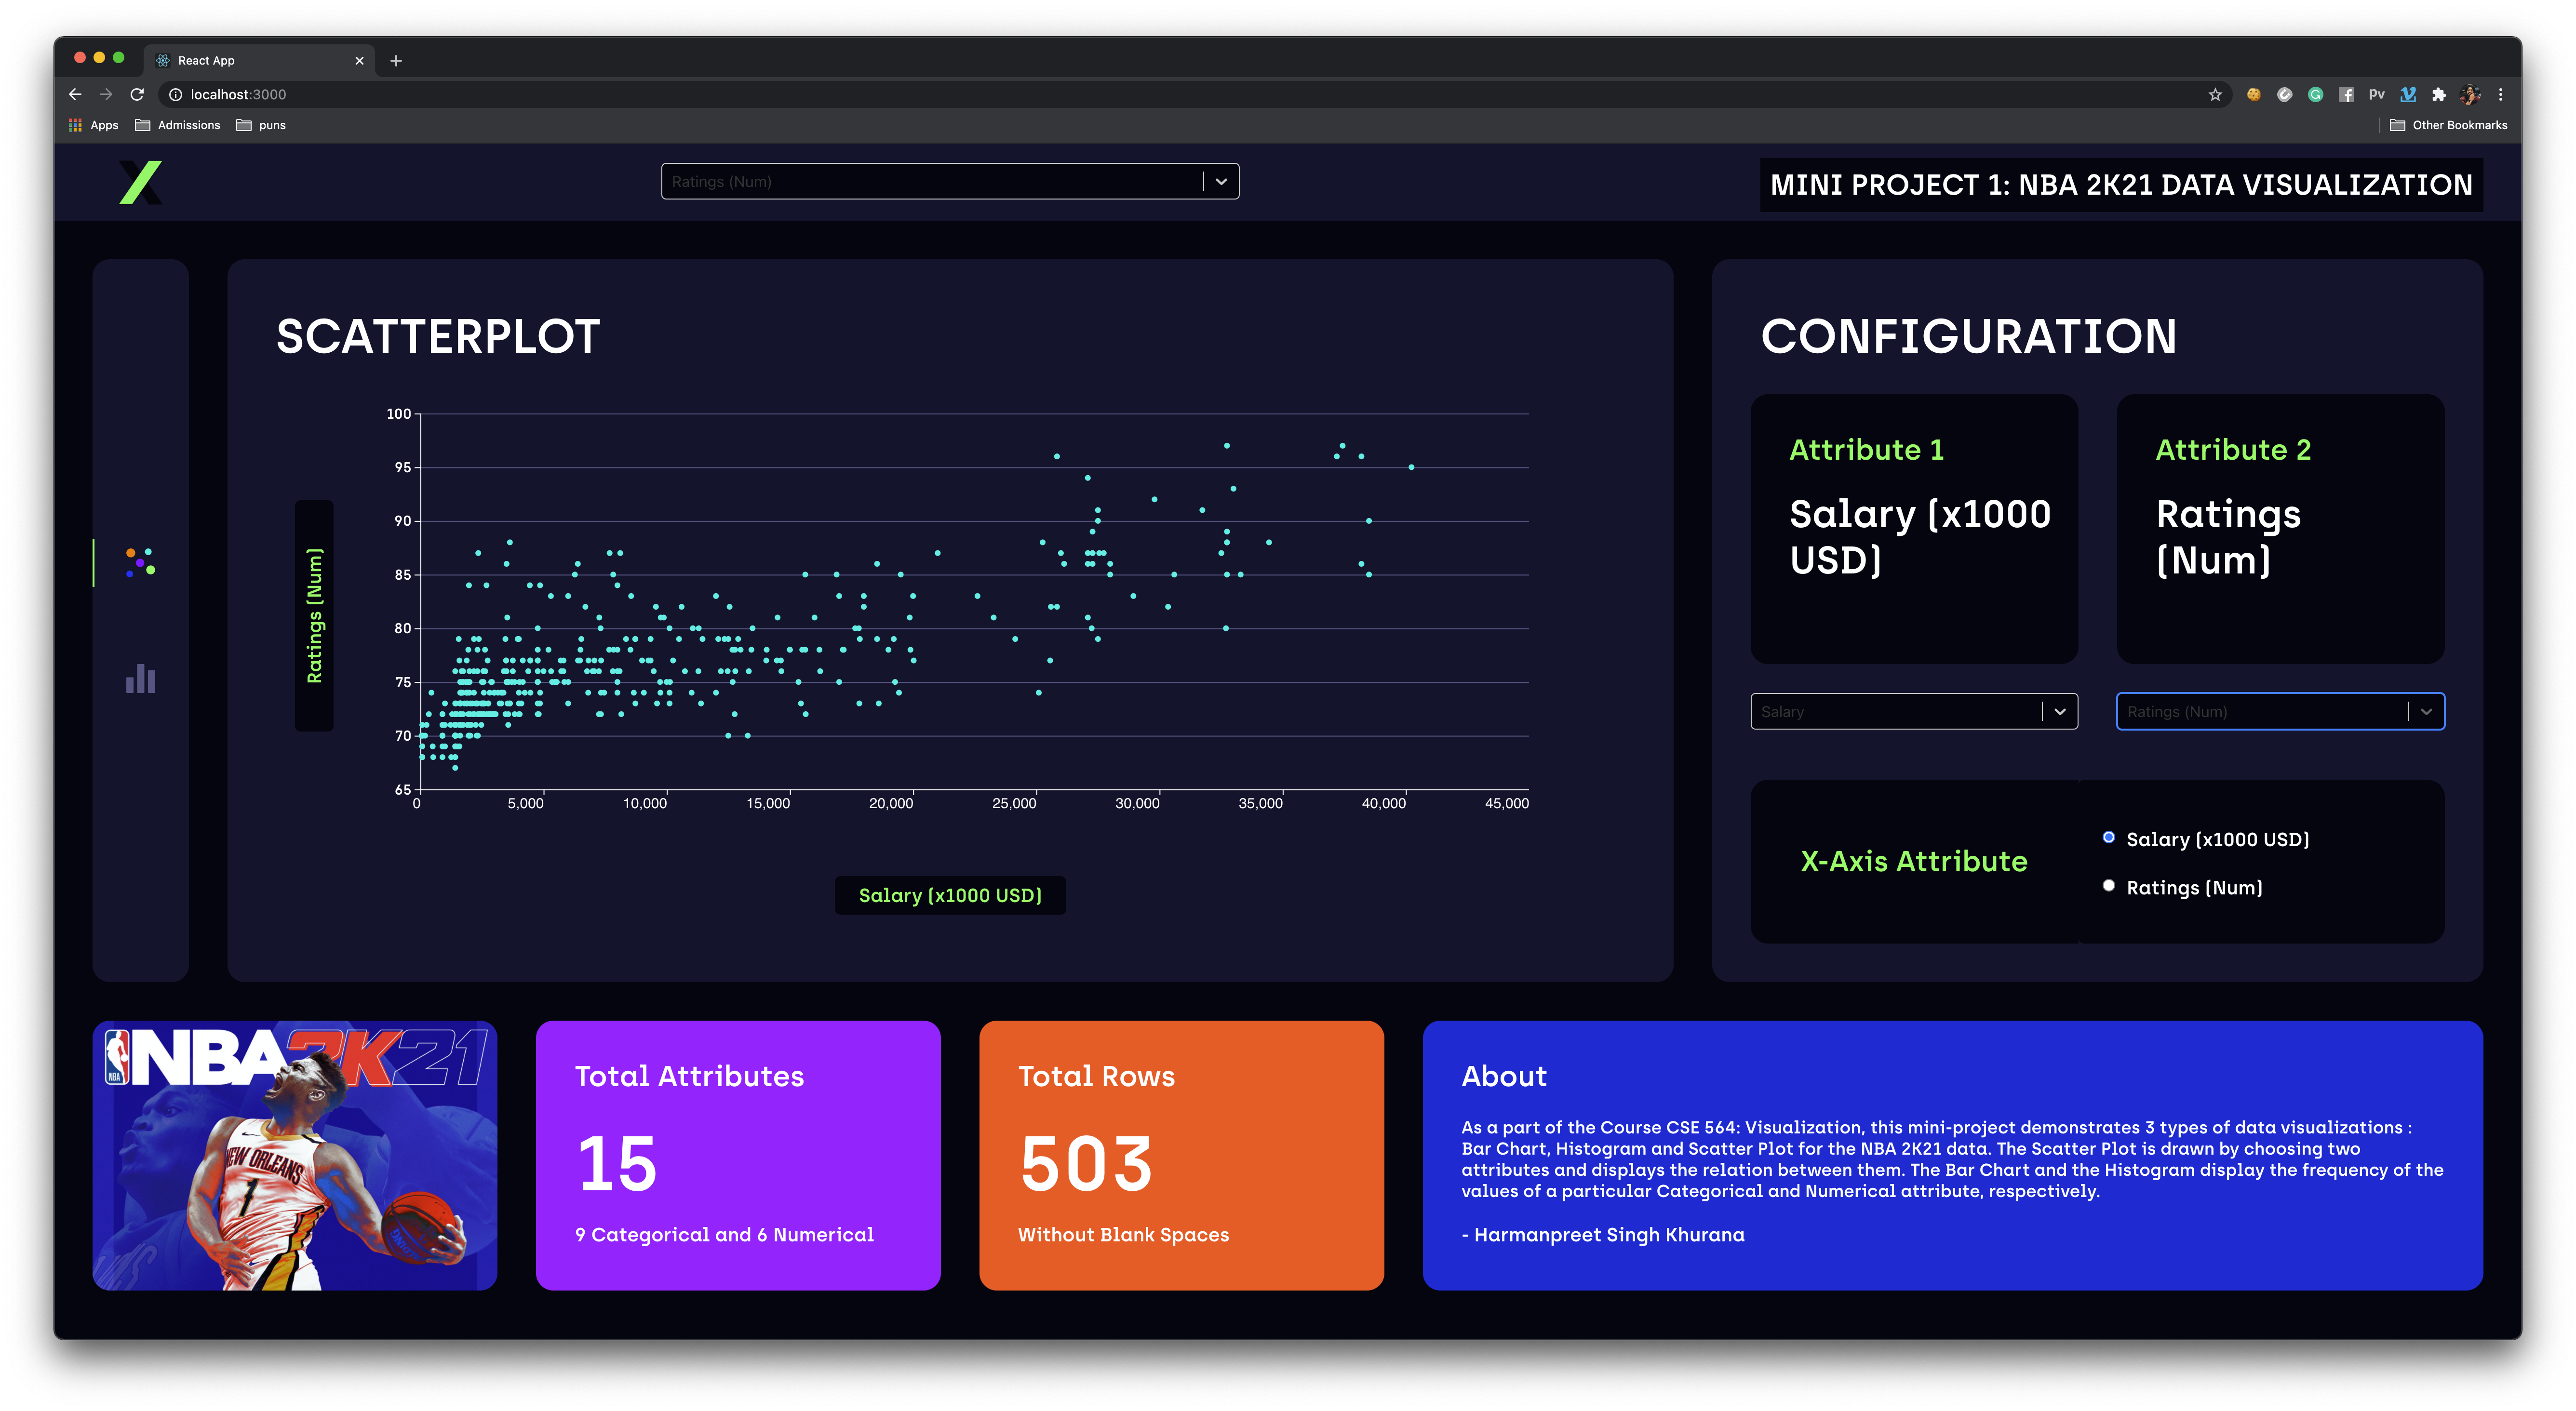 React App
localhost:3000
Apps
Admissions
puns
Other Bookmarks
X
Ratings (Num)
MINI PROJECT 1: NBA 2K21 DATA VISUALIZATION
SCATTERPLOT
100
95
90
85
80
75
70
65
0
5,000
10,000
15,000
20,000
25,000
30,000
35,000
40,000
45,000
Ratings (Num)
Salary (x1000 USD)
CONFIGURATION
Attribute 1
Salary (x1000
USD)
Attribute 2
Ratings
(Num)
Salary
Ratings (Num)
X-Axis Attribute
Salary (x1000 USD)
Ratings (Num)
NBA 2K21
NBA
NEW ORLEANS
1
Total Attributes
15
9 Categorical and 6 Numerical
Total Rows
503
Without Blank Spaces
About
As a part of the Course CSE 564: Visualization, this mini-project demonstrates 3 types of data visualizations :
Bar Chart, Histogram and Scatter Plot for the NBA 2K21 data. The Scatter Plot is drawn by choosing two
attributes and displays the relation between them. The Bar Chart and the Histogram display the frequency of the
values of a particular Categorical and Numerical attribute, respectively.
- Harmanpreet Singh Khurana